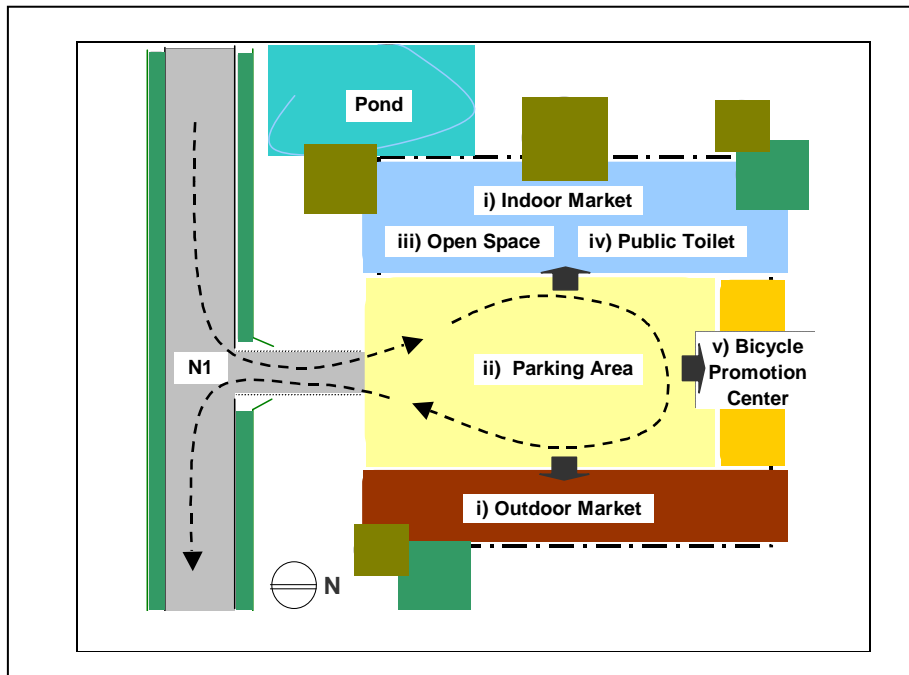 Pond
i) Indoor Market
iii) Open Space
iv) Public Toilet
N1
ii) Parking Area
v) Bicycle
Promotion
Center
i) Outdoor Market
N